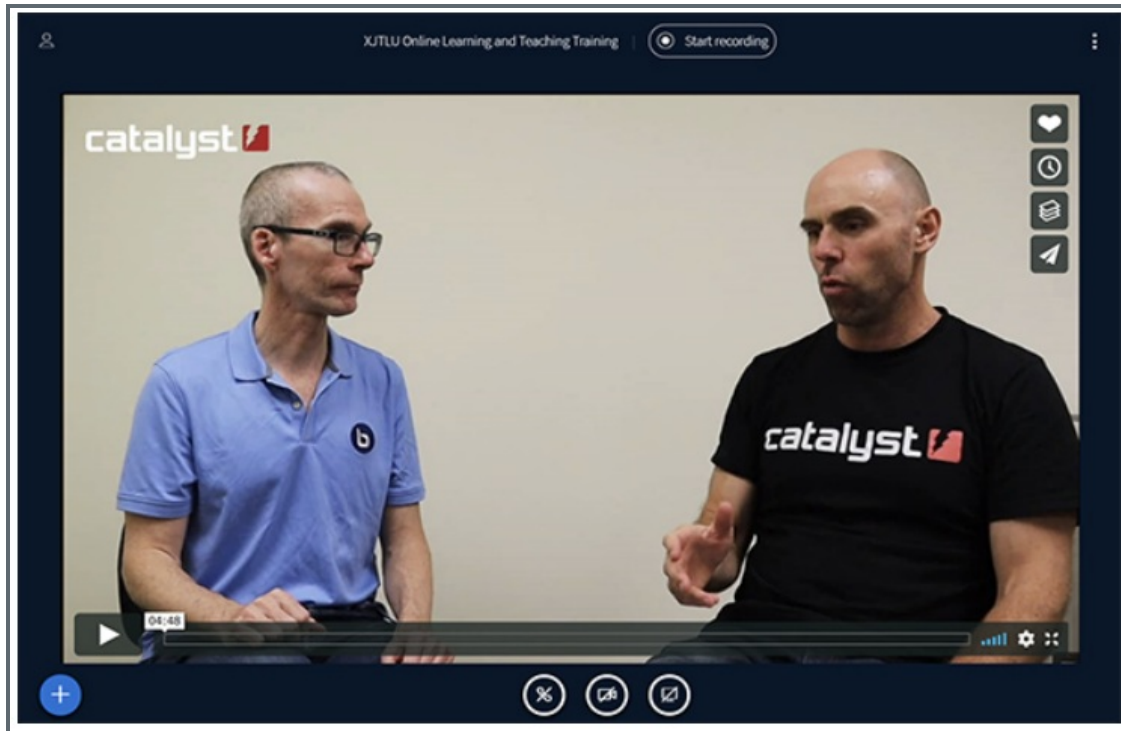 XJTLU Online Learning and Teaching Training
Start recording
catalyst
b
catalyst
04:48